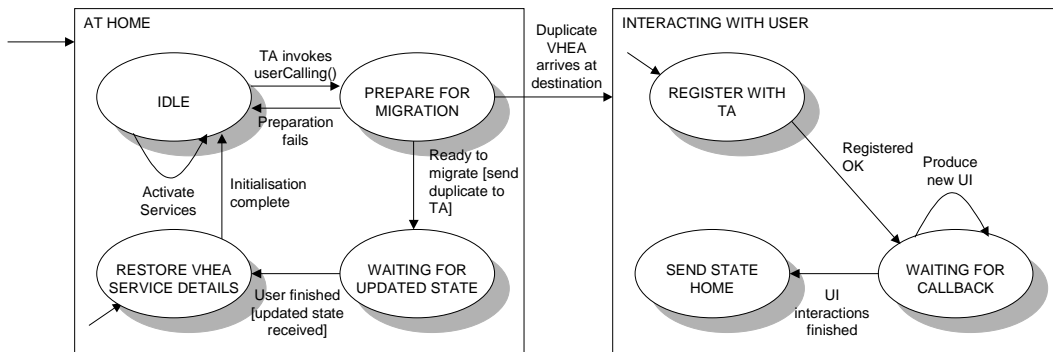 AT HOME
TA invokes
userCalling()
IDLE
PREPARE FOR
MIGRATION
Preparation
fails
Activate
Services
Initialisation
complete
Ready to
migrate [send
duplicate to
TA]
RESTORE VHEA
SERVICE DETAILS
WAITING FOR
UPDATED STATE
User finished
[updated state
received]
Duplicate
VHEA
arrives at
destination
INTERACTING WITH USER
REGISTER WITH
TA
Registered
OK
Produce
new UI
SEND STATE
HOME
WAITING FOR
CALLBACK
UI
interactions
finished